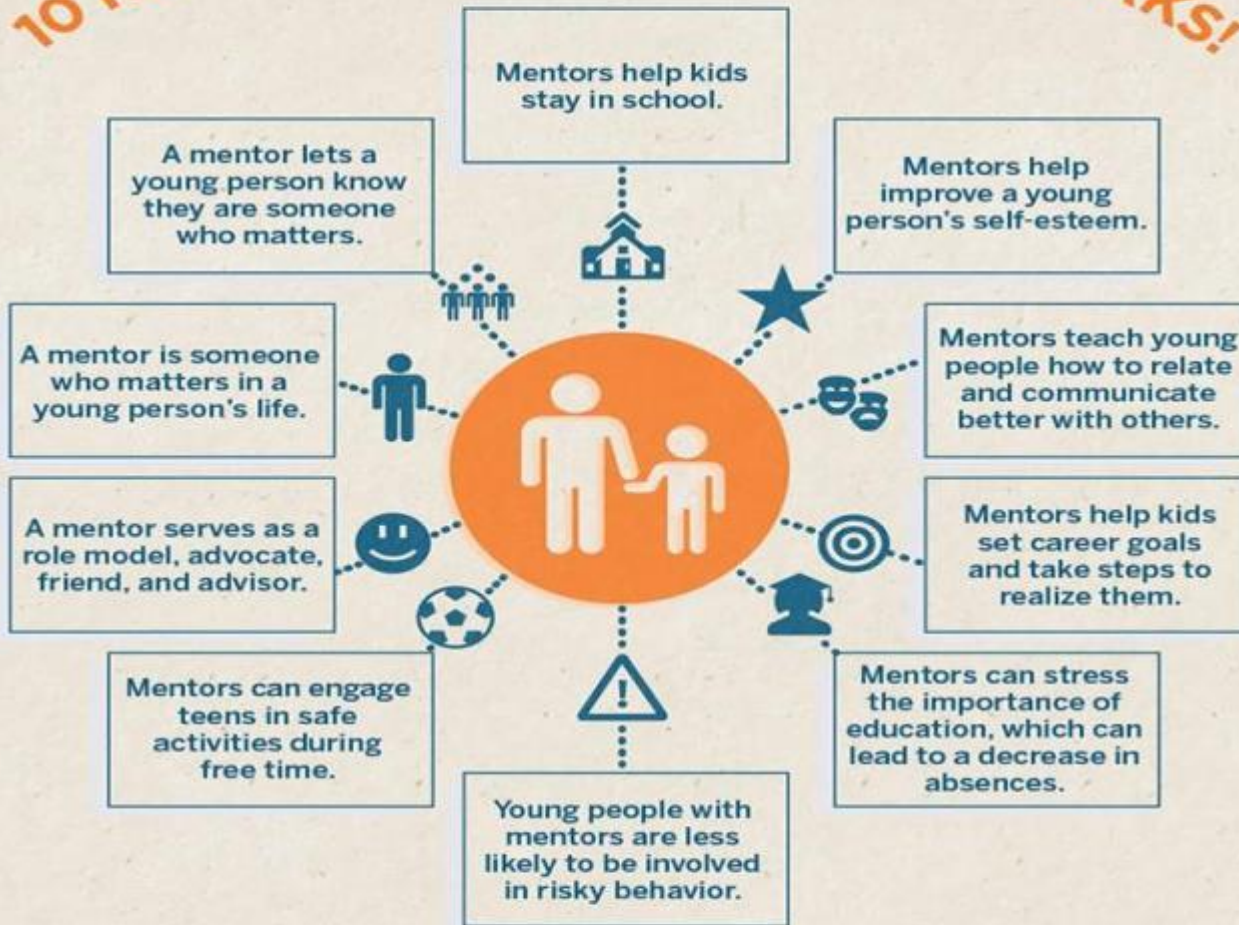 10
KS!
Mentors help kids
stay in school.
A mentor lets a
young person know
they are someone
who matters.
Mentors help
improve a young
person's self-esteem.
A mentor is someone
who matters in a
young person's life.
Mentors teach young
people how to relate
and communicate
better with others.
A mentor serves as a
role model, advocate,
friend, and advisor.
Mentors help kids
set career goals
and take steps to
realize them.
Mentors can engage
teens in safe
activities during
free time.
Mentors can stress
the importance of
education, which can
lead to a decrease in
absences.
Young people with
mentors are less
likely to be involved
in risky behavior.